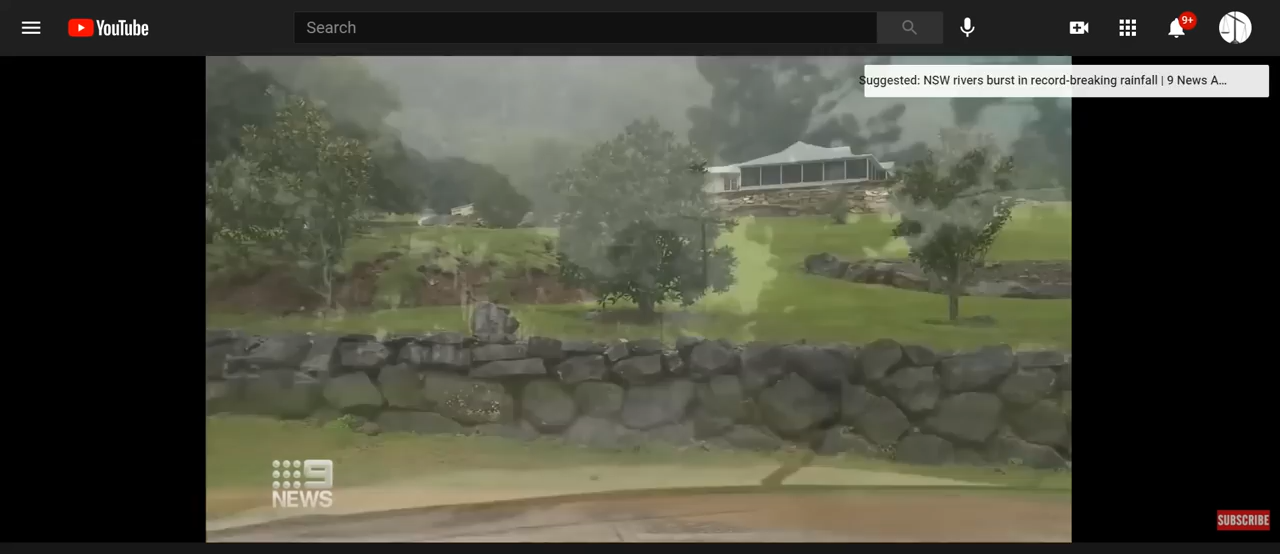 YouTube
Search
9+
Suggested: NSW rivers burst in record-breaking rainfall | 9 News A...
9
NEWS
SUBSCRIBE